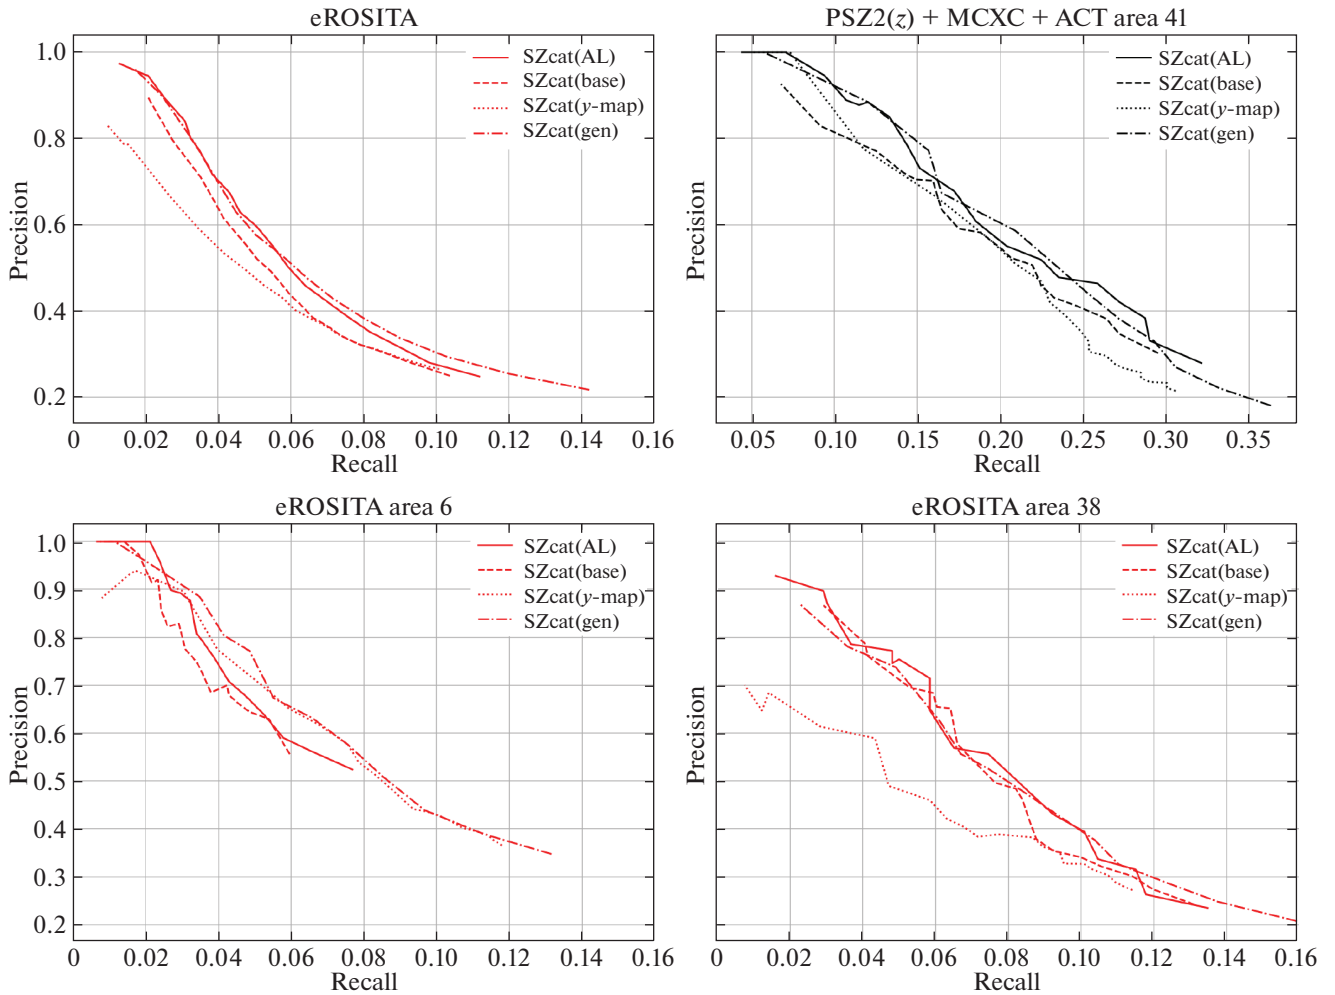 eROSITA
Precision
1.0
0.8
0.6
0.4
0.2
SZcat(AL)
SZcat(base)
SZcat(y-map)
SZcat(gen)
0 0.02 0.04 0.06 0.08 0.10 0.12 0.14 0.16
Recall
PSZ2(z) + MCXC + ACT area 41
Precision
SZcat(AL)
SZcat(base)
SZcat(y-map)
SZcat(gen)
0.05 0.10 0.15 0.20 0.25 0.30 0.35
Recall
eROSITA area 6
Precision
1.0
0.9
0.8
0.7
0.6
0.5
0.4
0.3
0.2
SZcat(AL)
SZcat(base)
SZcat(y-map)
SZcat(gen)
0 0.02 0.04 0.06 0.08 0.10 0.12 0.14 0.16
Recall
eROSITA area 38
Precision
SZcat(AL)
SZcat(base)
SZcat(y-map)
SZcat(gen)
0 0.02 0.04 0.06 0.08 0.10 0.12 0.14 0.16
Recall